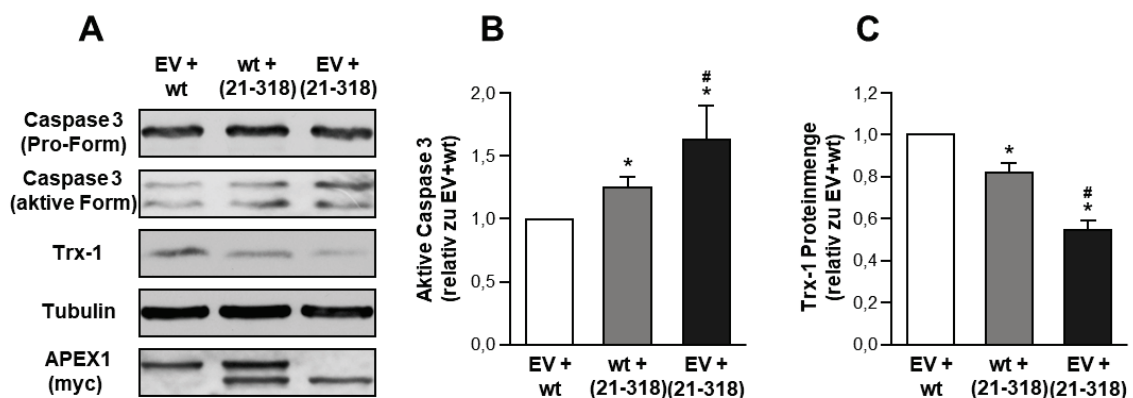 A
EV +
wt
wt +
(21-318)
EV +
(21-318)
Caspase 3
(Pro-Form)
Caspase 3
(aktive Form)
Trx-1
Tubulin
APEX1
(myc)
B
Aktive Caspase 3
(relativ zu EV+wt)
2,0
1,5
1,0
0,5
0,0
*
#
*
EV +
wt
wt +
(21-318)
EV +
(21-318)
C
Trx-1 Proteinmenge
(relativ zu EV+wt)
1,2
1,0
0,8
0,6
0,4
0,2
0,0
*
#
*
EV +
wt
wt +
(21-318)
EV +
(21-318)